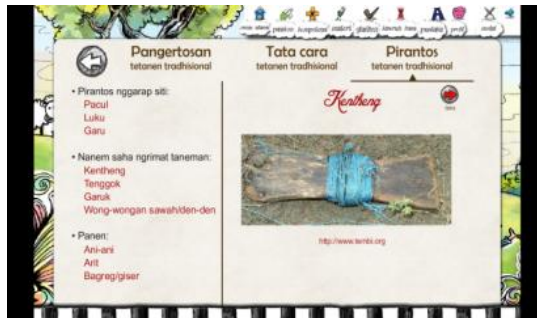 Pangertosan
tetanen tradhisional
Tata cara
tetanen tradhisional
Pirantos
tetanen tradhisional
• Pirantos nggarap siti:
Pacul
Luku
Garu
• Nanem saha ngrimat taneman:
Kentheng
Tenggok
Garuk
Wong-wongan sawah/den-den
• Panen:
Ani-ani
Arit
Bagreg/giser
Kentheng
http://www.tembi.org